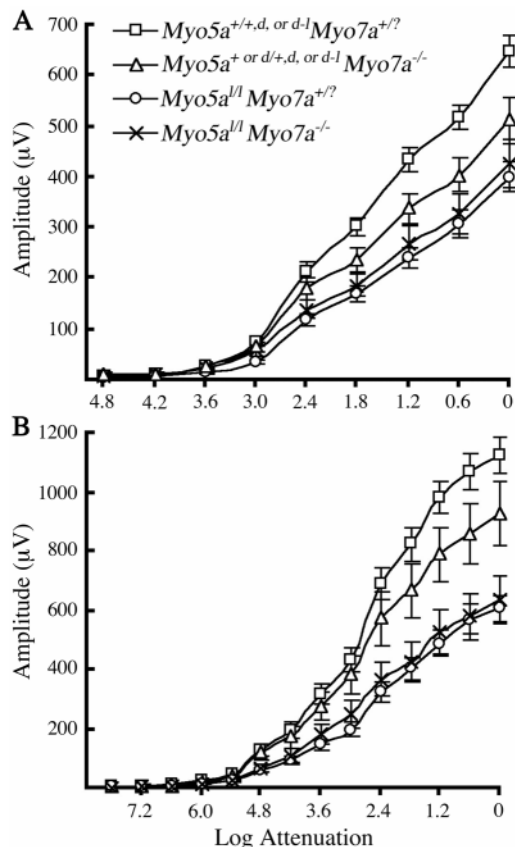 A
700
Myo5a+/+,d, or d-l Myo7a+/?
600
Myo5a+ or d/+,d, or d-l Myo7a-/-
500
Myo5al/l Myo7a+/?
400
Myo5al/l Myo7a-/-
300
200
100
Amplitude (µV)
4.8 4.2 3.6 3.0 2.4 1.8 1.2 0.6 0
B
1200
1000
800
600
400
200
Amplitude (µV)
7.2 6.0 4.8 3.6 2.4 1.2 0
Log Attenuation